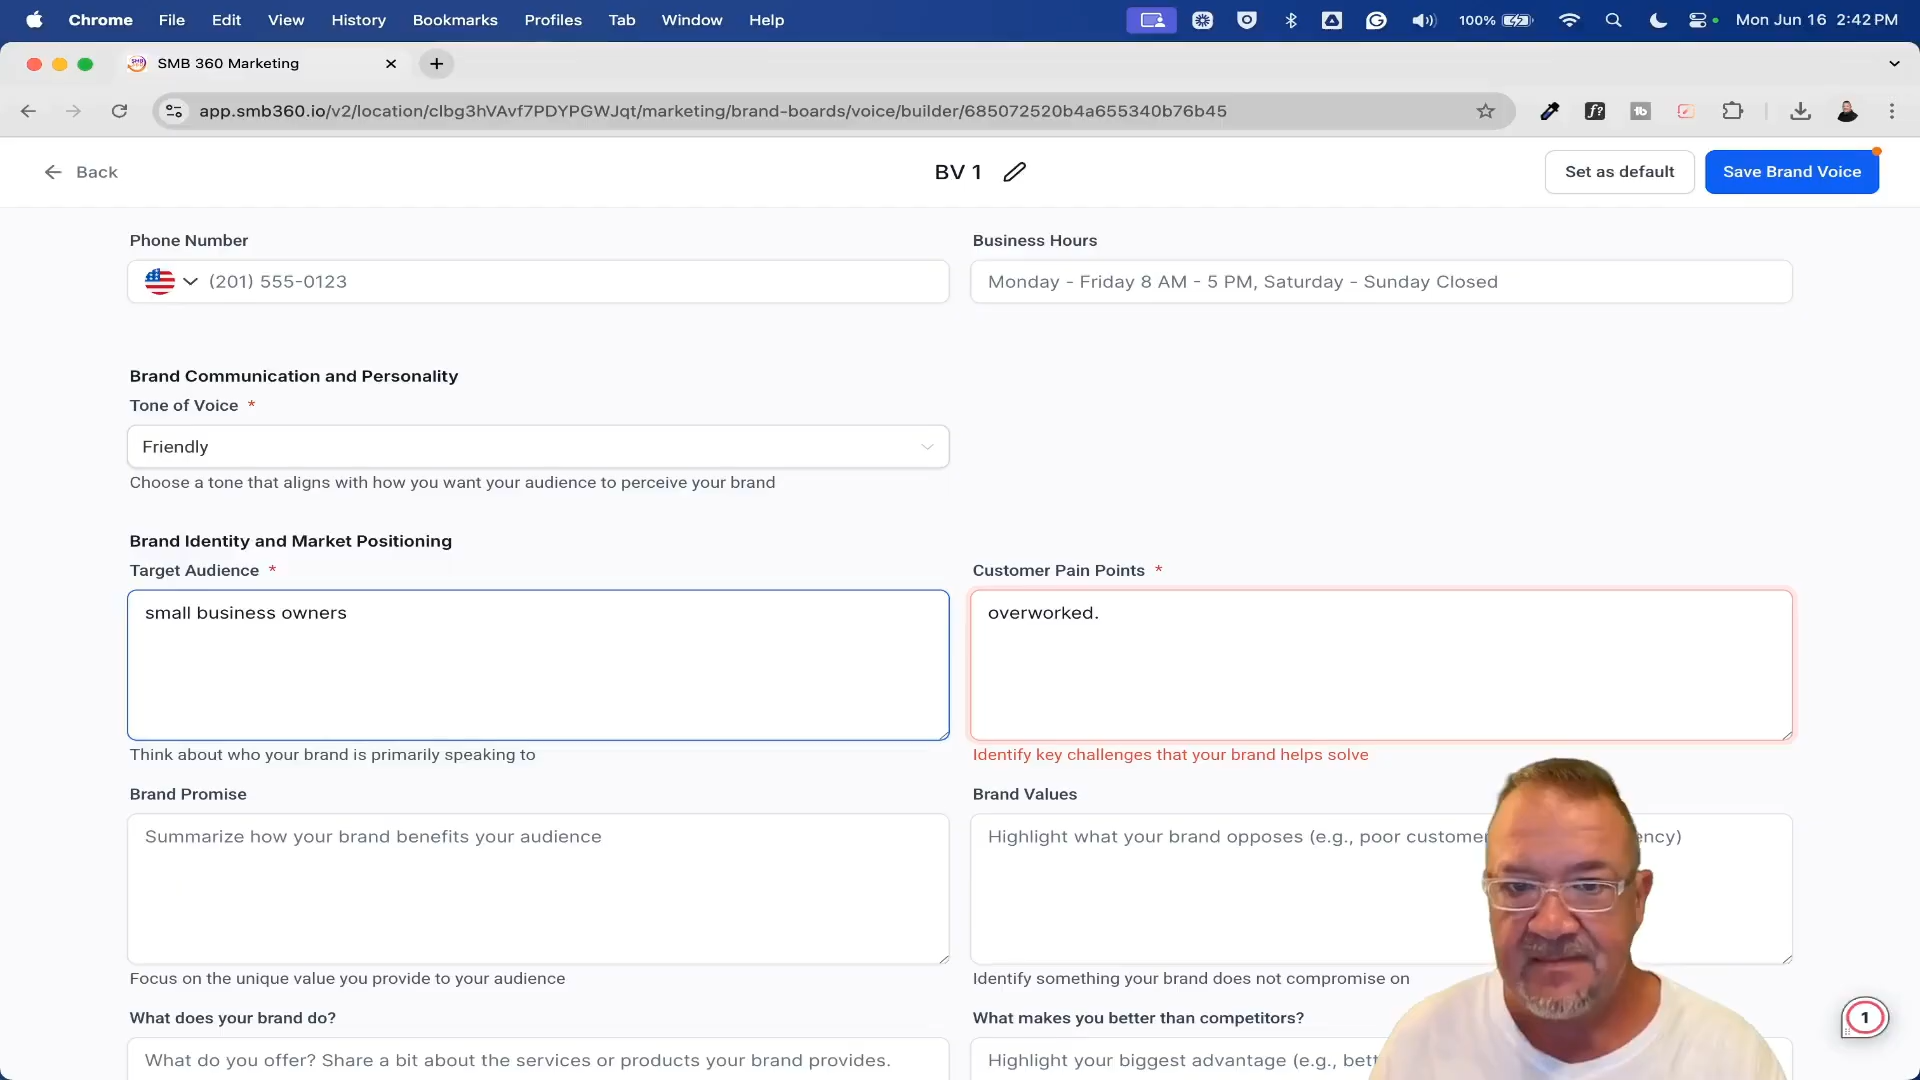 Chrome File Edit View History Bookmarks Profiles Tab Window Help 100% Mon Jun 16 2:42 PM
SMB 360 Marketing
app.smb360.io/v2/location/clbg3hVAvf7PDYPGWJqt/marketing/brand-boards/voice/builder/685072520b4a655340b76b45
Back BV 1 Set as default Save Brand Voice
Phone Number Business Hours
(201) 555-0123 Monday - Friday 8 AM - 5 PM, Saturday - Sunday Closed
Brand Communication and Personality
Tone of Voice *
Friendly
Choose a tone that aligns with how you want your audience to perceive your brand
Brand Identity and Market Positioning
Target Audience * Customer Pain Points *
small business owners overworked.
Think about who your brand is primarily speaking to Identify key challenges that your brand helps solve
Brand Promise Brand Values
Summarize how your brand benefits your audience Highlight what your brand opposes (e.g., poor customer
Focus on the unique value you provide to your audience Identify something your brand does not compromise on
1
What does your brand do? What makes you better than competitors?
What do you offer? Share a bit about the services or products your brand provides. Highlight your biggest advantage (e.g.,